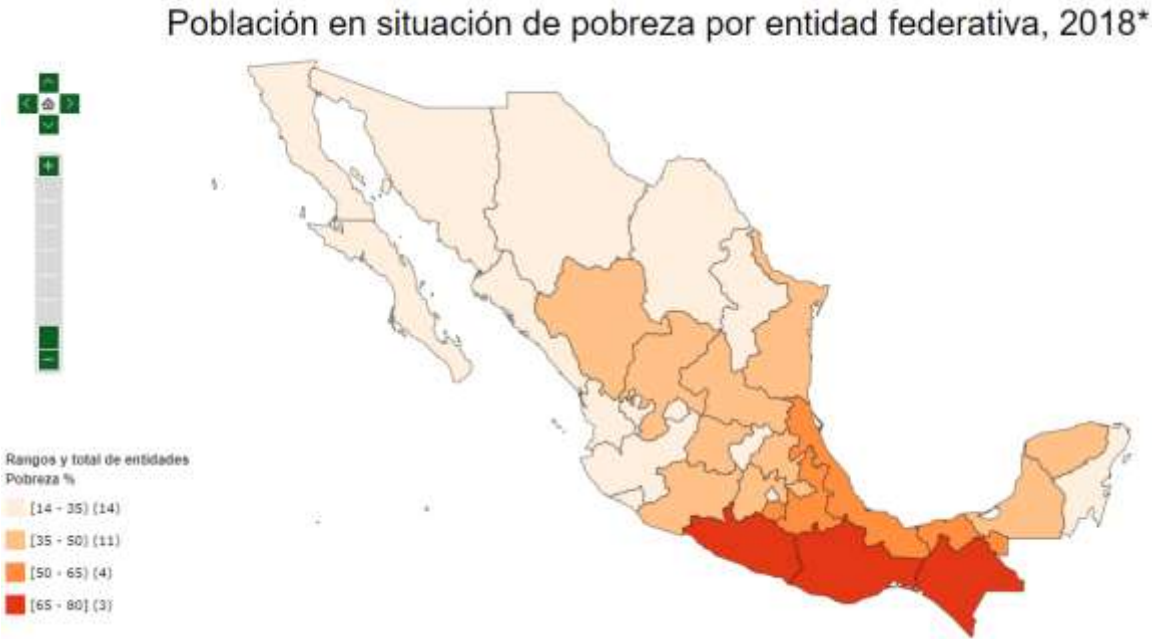 Población en situación de pobreza por entidad federativa, 2018*
Rangos y total de entidades
Pobreza %
[14 - 35) (14)
[35 - 50) (11)
[50 - 65) (4)
[65 - 80] (3)